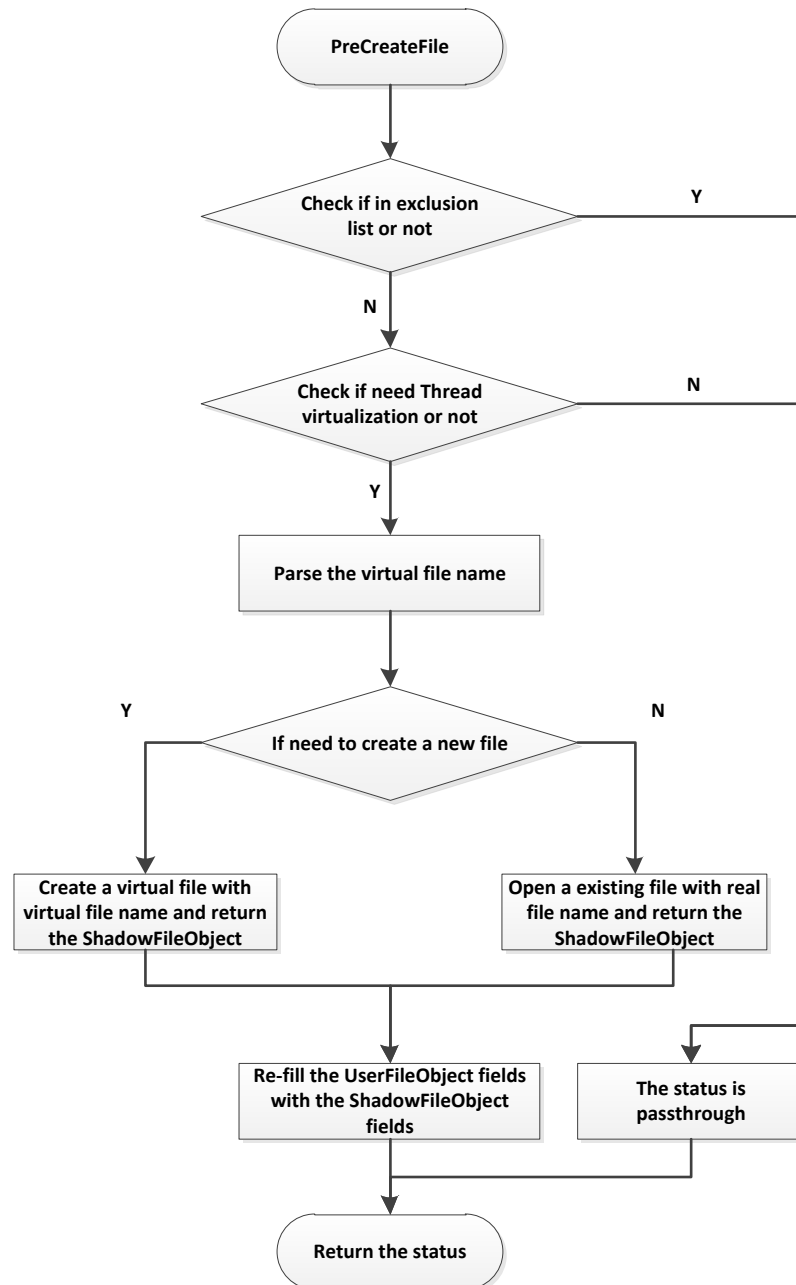 PreCreateFile
Check if in exclusion
list or not
Y
N
Check if need Thread
virtualization or not
N
Y
Parse the virtual file name
Y
N
If need to create a new file
Create a virtual file with
virtual file name and return
the ShadowFileObject
Open a existing file with real
file name and return the
ShadowFileObject
Re-fill the UserFileObject fields
with the ShadowFileObject
fields
The status is
passthrough
Return the status